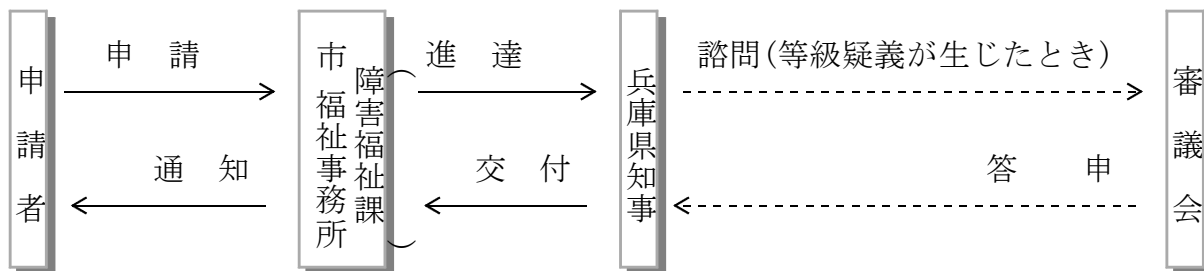 申請者
申　請
通　知
市福祉事務所
（障害福祉課）
進　達
交　付
兵庫県知事
諮問(等級疑義が生じたとき)
答　申
審議会